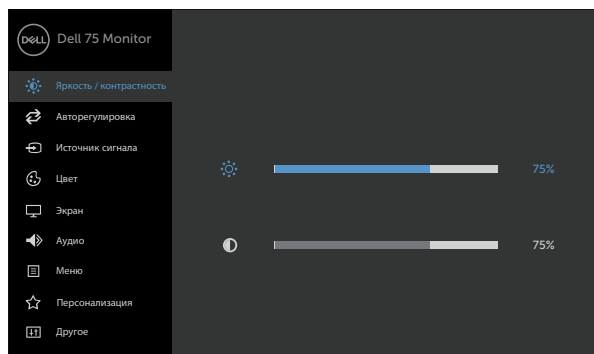 DELL
Dell 75 Monitor
Яркость / контрастность
Авторегулировка
Источник сигнала
Цвет
75%
Экран
Аудио
75%
Меню
Персонализация
Другое